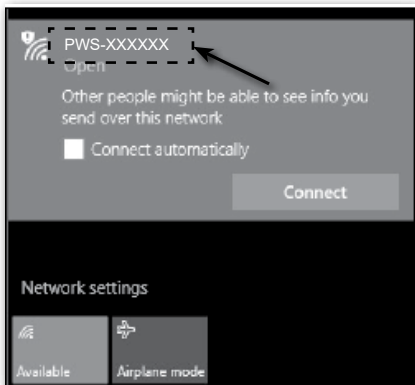 PWS-XXXXXX
Open
Other people might be able to see info you
send over this network
Connect automatically
Connect
Network settings
Available
Airplane mode